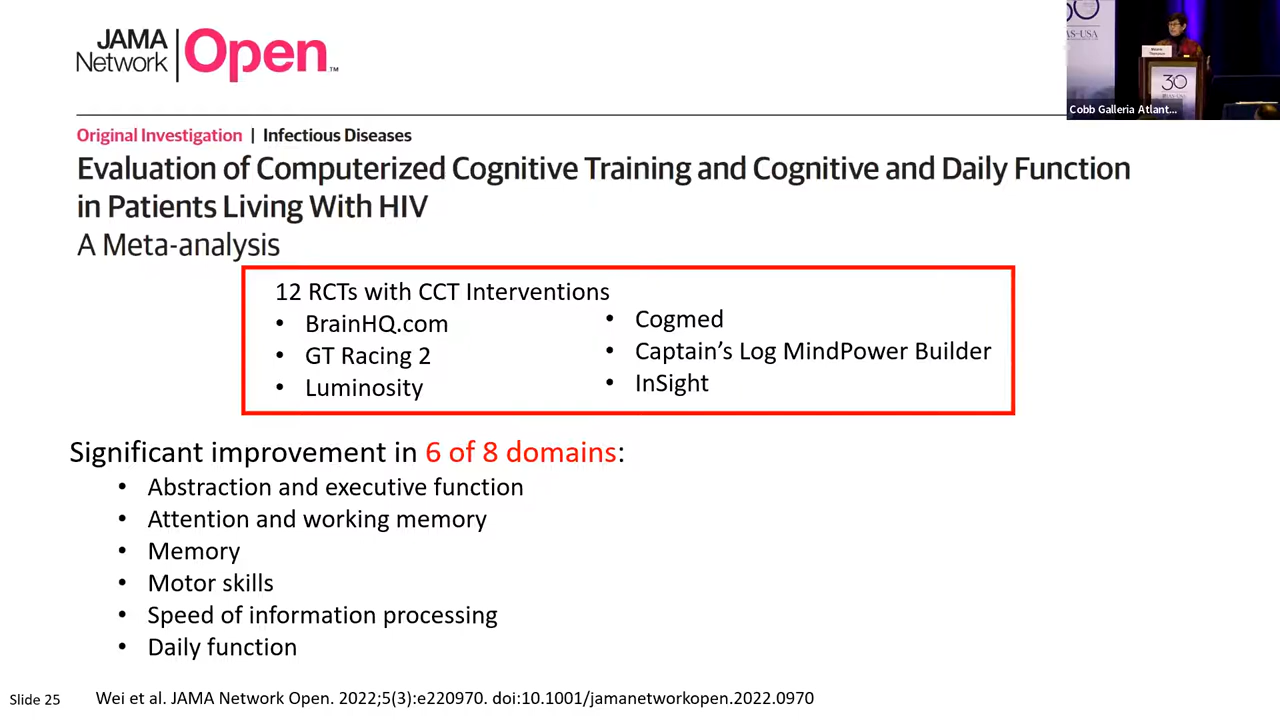 JAMA
Network
Open™
Original Investigation | Infectious Diseases
Evaluation of Computerized Cognitive Training and Cognitive and Daily Function
in Patients Living With HIV
A Meta-analysis
12 RCTs with CCT Interventions
• BrainHQ.com
• GT Racing 2
• Luminosity
• Cogmed
• Captain's Log MindPower Builder
• InSight
Significant improvement in 6 of 8 domains:
• Abstraction and executive function
• Attention and working memory
• Memory
• Motor skills
• Speed of information processing
• Daily function
Slide 25
Wei et al. JAMA Network Open. 2022;5(3):e220970. doi:10.1001/jamanetworkopen.2022.0970
30
Cobb Galleria Atlant...